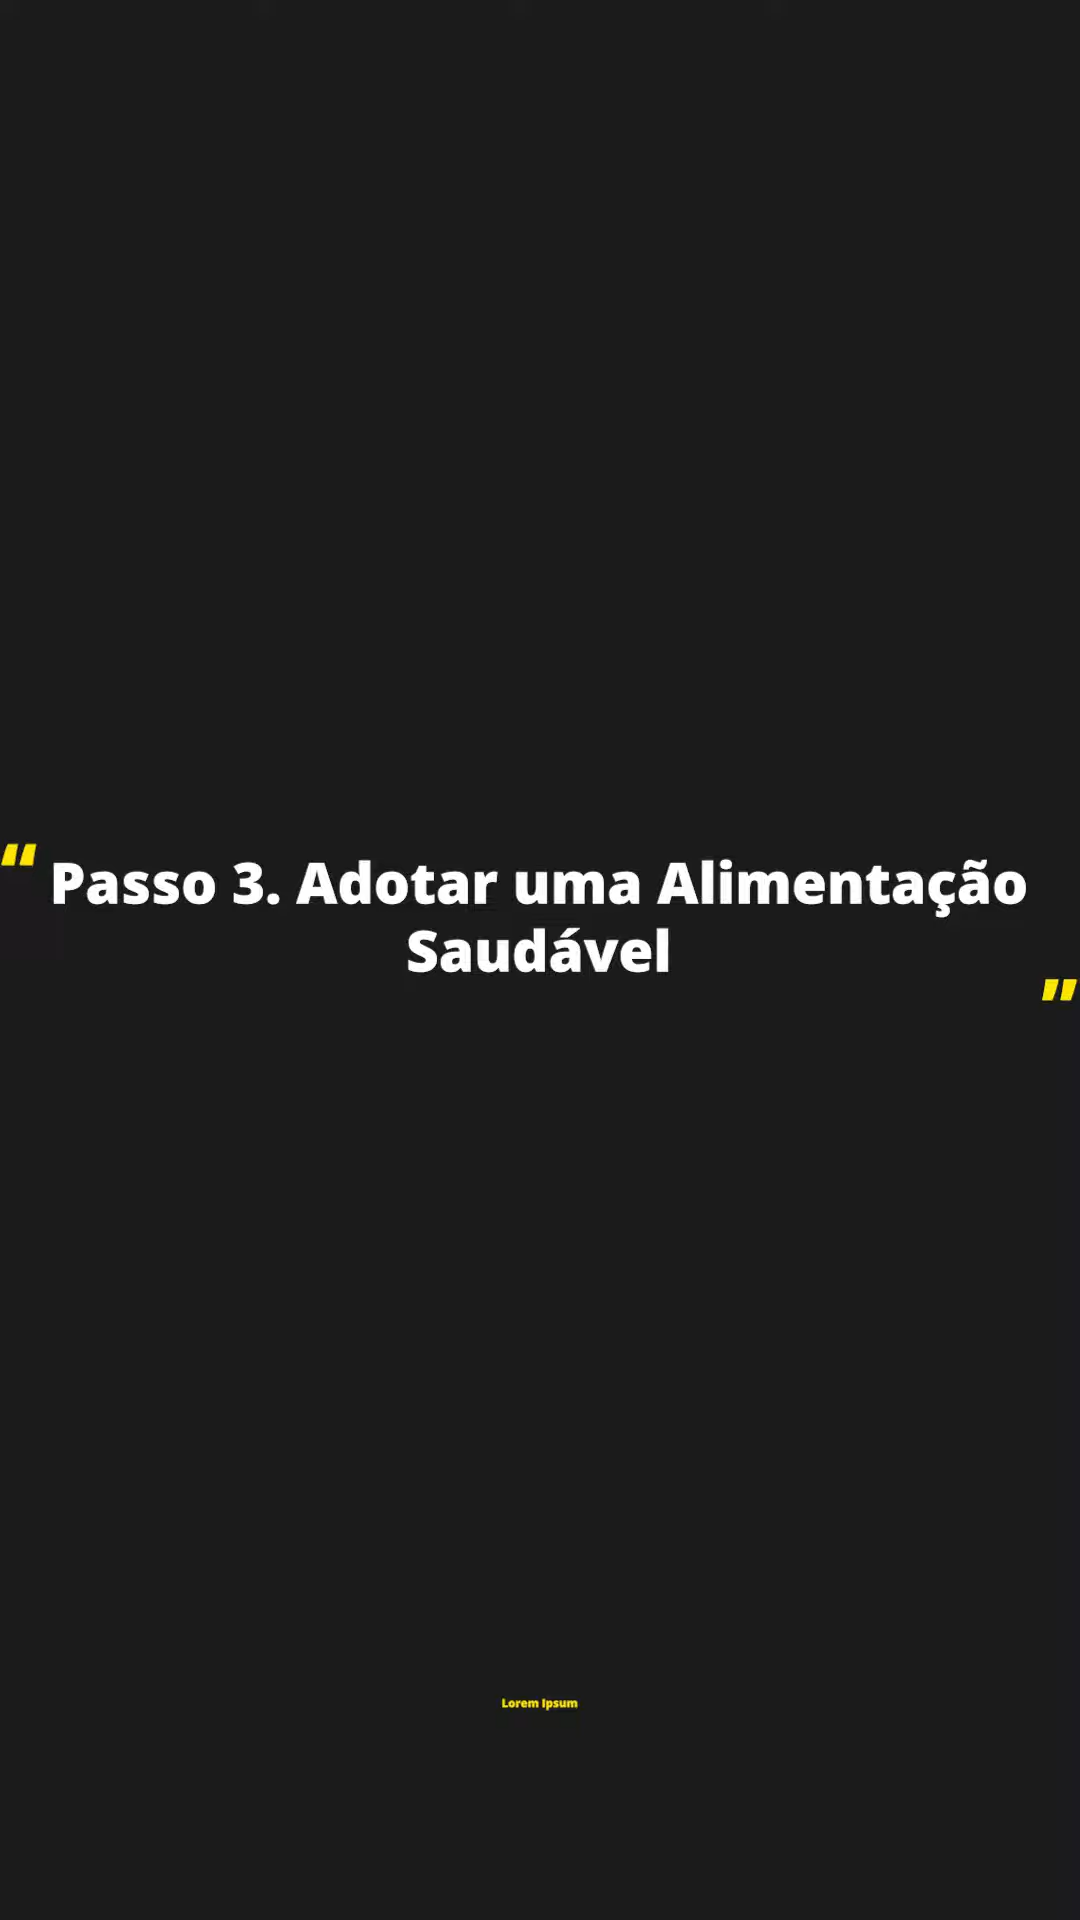 “ Passo 3. Adotar uma Alimentação
Saudável
”
Lorem Ipsum